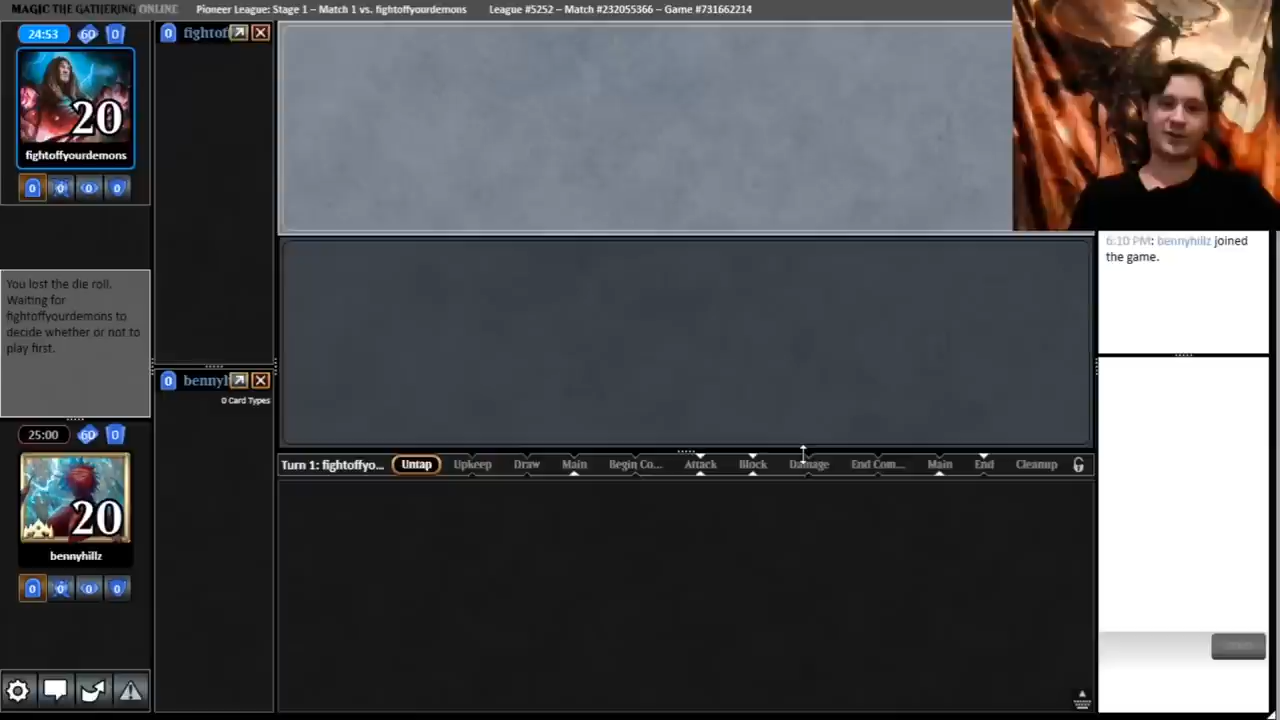 MAGIC THE GATHERING ONLINE Pioneer League: Stage 1 – Match 1 vs. fightoffyourdemons League #5252 – Match #232055366 – Game #731662214
24:53 60 0
20
fightoffyourdemons
0 0 0 0
0 fightof
You lost the die roll.
Waiting for
fightoffyourdemons to
decide whether or not to
play first.
25:00 60 0
20
bennyhillz
0 0 0 0
0 bennyh
0 Card Types
Turn 1: fightoffyo... Untap Upkeep Draw Main Begin Co... Attack Block Damage End Com... Main End Cleanup
6:10 PM: bennyhillz joined
the game.